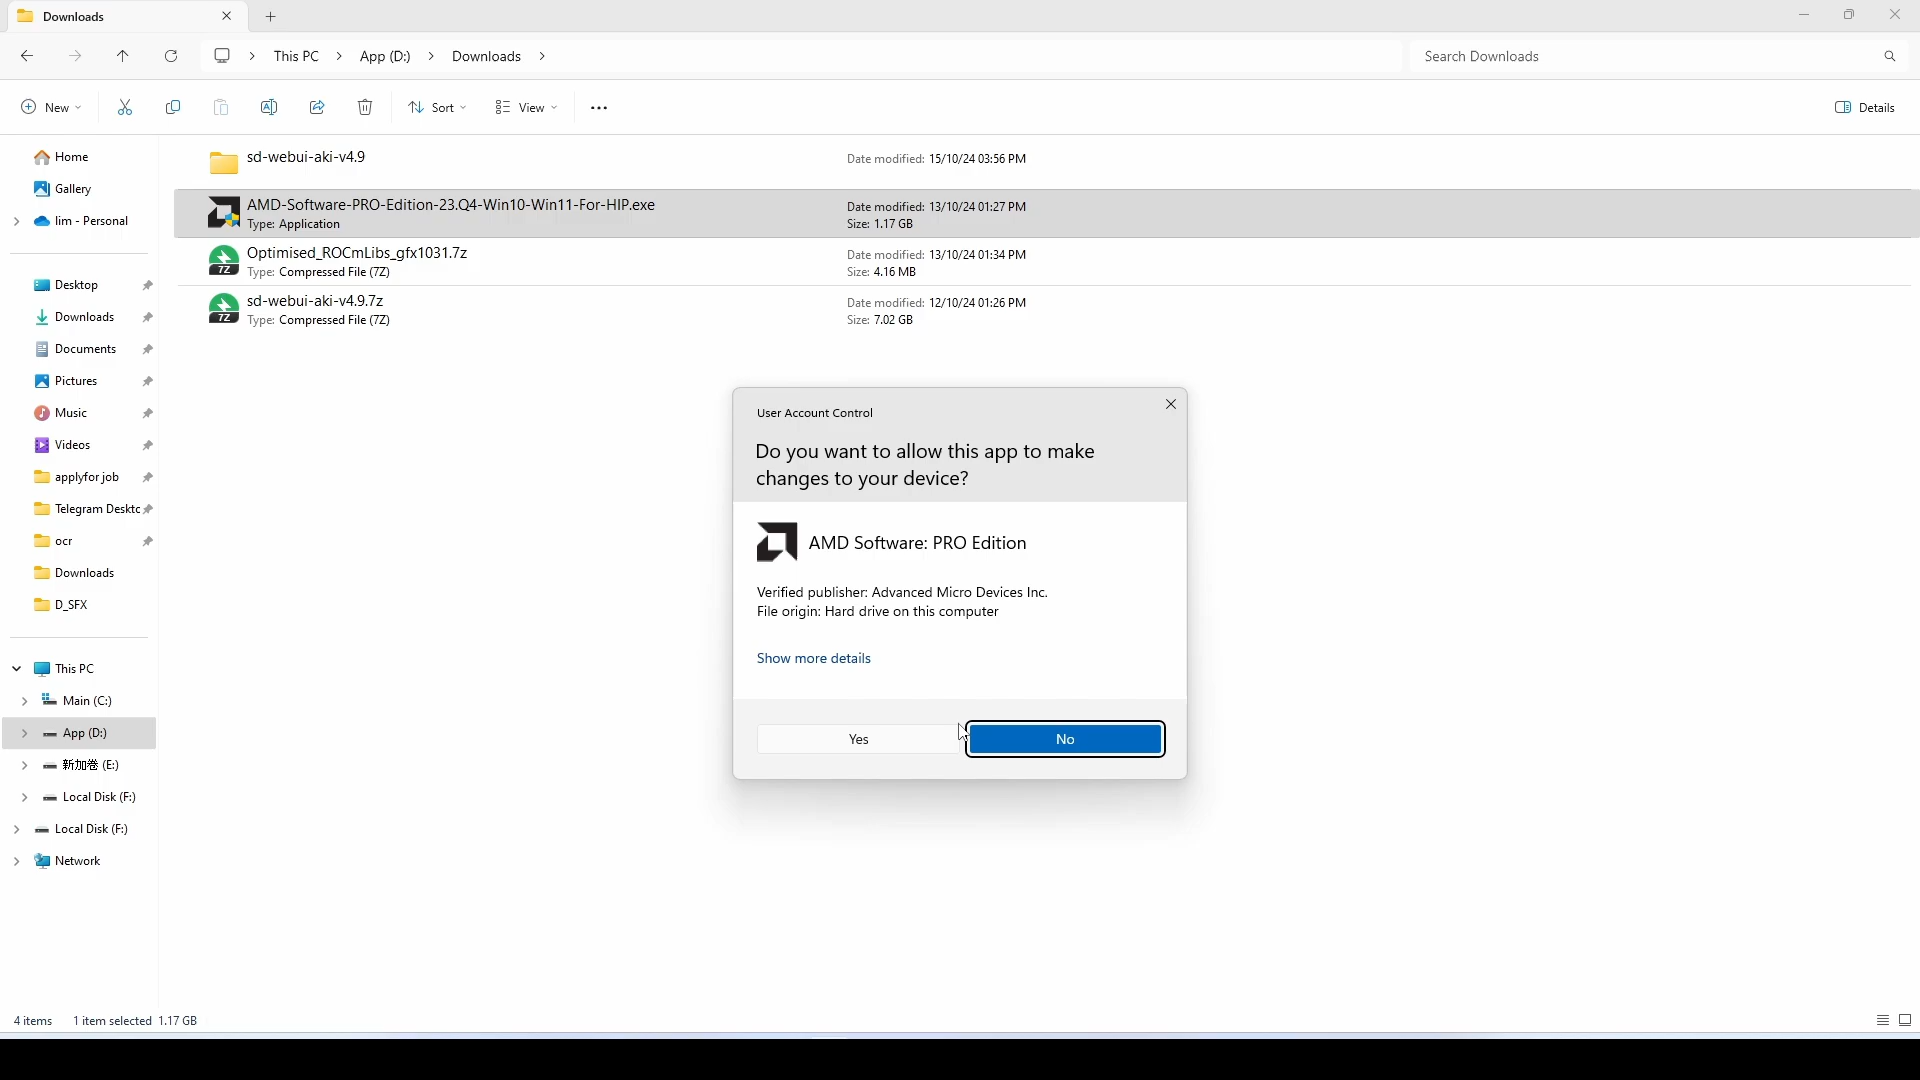 Downloads
This PC
App (D:)
Downloads
Search Downloads
New
Sort
View
Details
Home
Gallery
lim - Personal
Desktop
Downloads
Documents
Pictures
Music
Videos
applyfor job
Telegram Deskto
ocr
Downloads
D_SFX
This PC
Main (C:)
App (D:)
新加卷 (E:)
Local Disk (F:)
Local Disk (F:)
Network
sd-webui-aki-v4.9
Date modified: 15/10/24 03:56 PM
AMD-Software-PRO-Edition-23.Q4-Win10-Win11-For-HIP.exe
Type: Application
Date modified: 13/10/24 01:27 PM
Size: 1.17 GB
Optimised_ROCmLibs_gfx1031.7z
Type: Compressed File (7Z)
Date modified: 13/10/24 01:34 PM
Size: 4.16 MB
sd-webui-aki-v4.9.7z
Type: Compressed File (7Z)
Date modified: 12/10/24 01:26 PM
Size: 7.02 GB
7Z
7Z
User Account Control
Do you want to allow this app to make
changes to your device?
AMD Software: PRO Edition
Verified publisher: Advanced Micro Devices Inc.
File origin: Hard drive on this computer
Show more details
Yes
No
4 items
1 item selected 1.17 GB